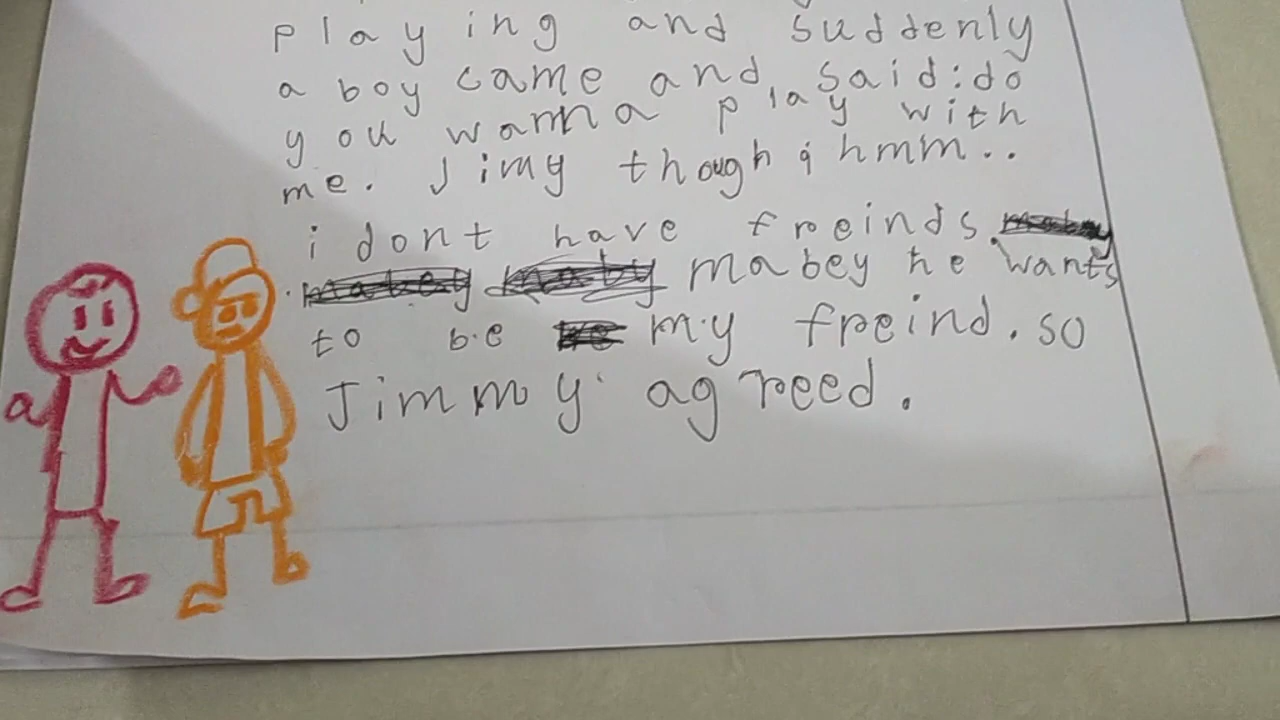 playing and suddenly
a boy came and said:do
you wanna play with
me. Jimy though hmm..
i dont have freinds.
mabey he wants
to be my freind. so
Jimmy agreed.